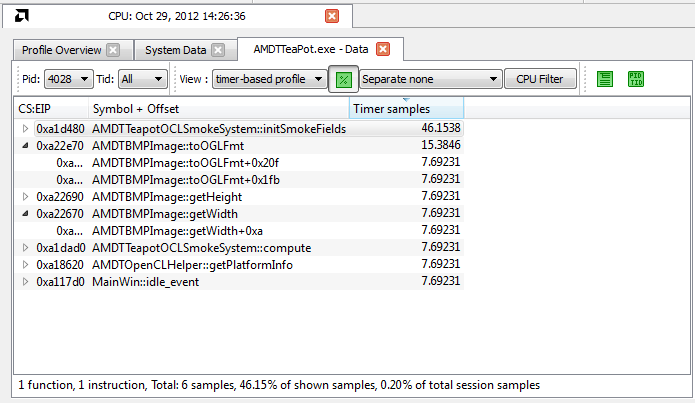 CPU: Oct 29, 2012 14:26:36
Profile Overview System Data AMDTTeaPot.exe - Data
Pid: 4028 Tid: All View : timer-based profile % Separate none CPU Filter PID TID
CS:EIP Symbol + Offset Timer samples
0xa1d480 AMDTTeapotOCLSmokeSystem::initSmokeFields 46.1538
0xa22e70 AMDTBMPImage::toOGLFmt 15.3846
0xa... AMDTBMPImage::toOGLFmt+0x20f 7.69231
0xa... AMDTBMPImage::toOGLFmt+0x1fb 7.69231
0xa22690 AMDTBMPImage::getHeight 7.69231
0xa22670 AMDTBMPImage::getWidth 7.69231
0xa... AMDTBMPImage::getWidth+0xa 7.69231
0xa1dad0 AMDTTeapotOCLSmokeSystem::compute 7.69231
0xa18620 AMDTOpenCLHelper::getPlatformInfo 7.69231
0xa117d0 MainWin::idle_event 7.69231
1 function, 1 instruction, Total: 6 samples, 46.15% of shown samples, 0.20% of total session samples